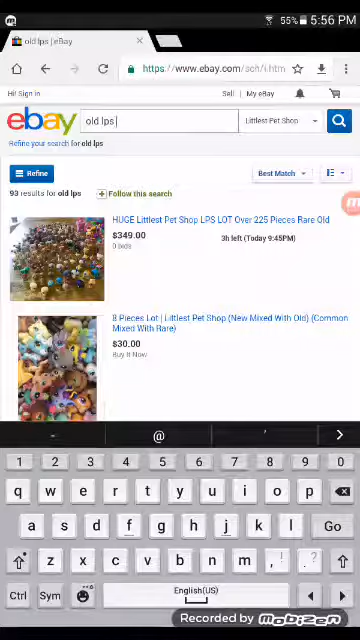 55% 5:56 PM
old lps | eBay
https://www.ebay.com/sch/i.htm
Hi! Sign in Sell My eBay
ebay old lps Littlest Pet Shop
Refine your search for old lps
Refine Best Match
93 results for old lps Follow this search
HUGE Littlest Pet Shop LPS LOT Over 225 Pieces Rare Old
$349.00 3h left (Today 9:45PM)
0 bids
8 Pieces Lot | Littlest Pet Shop (New Mixed With Old) (Common
Mixed With Rare)
$30.00
Buy It Now
- @ '
1 2 3 4 5 6 7 8 9 0
q w e r t y u i o p
a s d f g h j k l Go
z x c v b n m , ! . ?
Ctrl Sym English(US)
Recorded by Mobizen